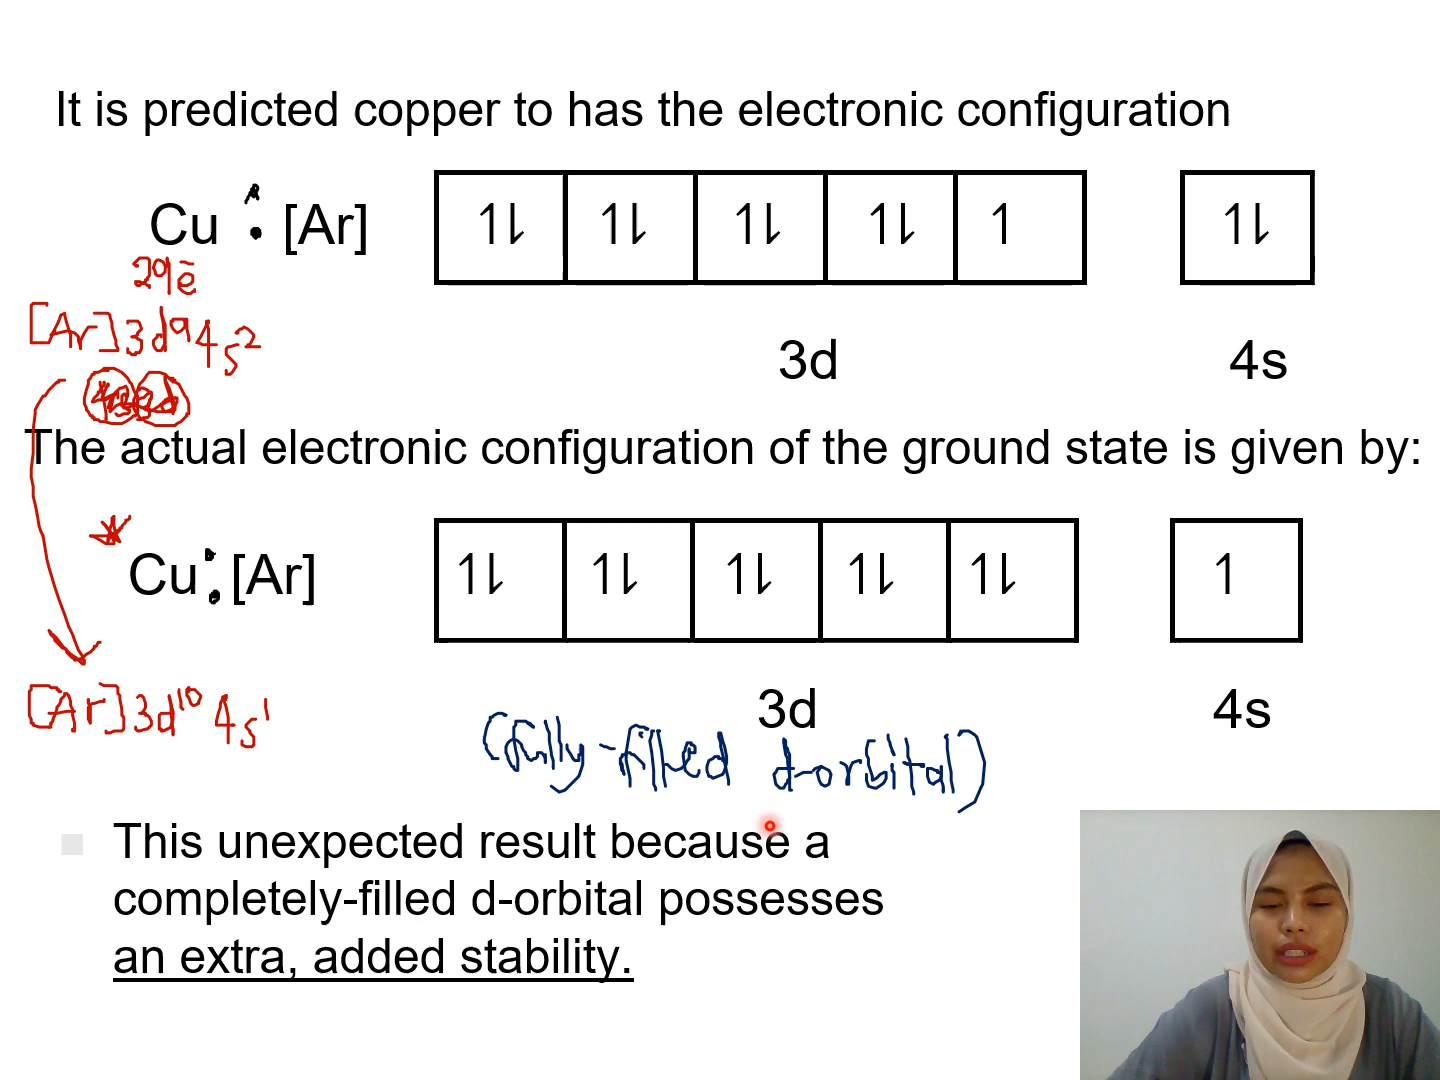 It is predicted copper to has the electronic configuration
Cu : [Ar] 1⇂ 1⇂ 1⇂ 1⇂ 1 1⇂
29ē
[Ar]3d⁹4s²
3d 4s
The actual electronic configuration of the ground state is given by:
Cu : [Ar] 1⇂ 1⇂ 1⇂ 1⇂ 1⇂ 1
[Ar]3d¹⁰4s¹
3d 4s
(fully-filled d-orbital)
This unexpected result because a
completely-filled d-orbital possesses
an extra, added stability.